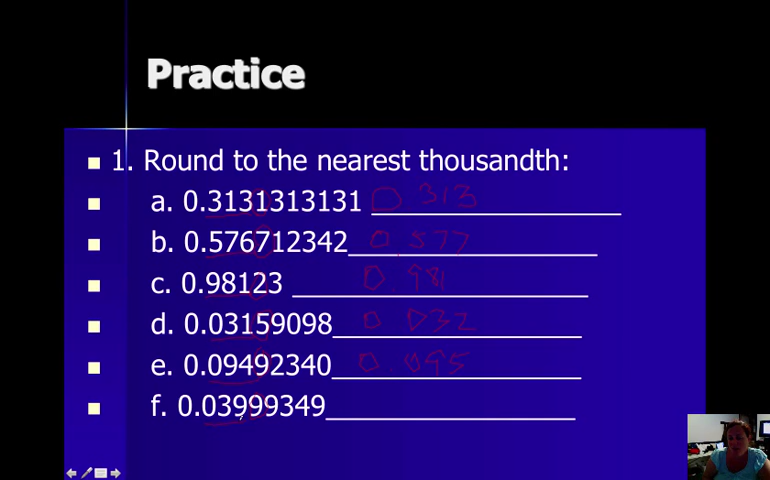 Practice
1. Round to the nearest thousandth:
a. 0.3131313131 0.313
b. 0.576712342 0.577
c. 0.98123 0.981
d. 0.03159098 0.032
e. 0.09492340 0.095
f. 0.03999349